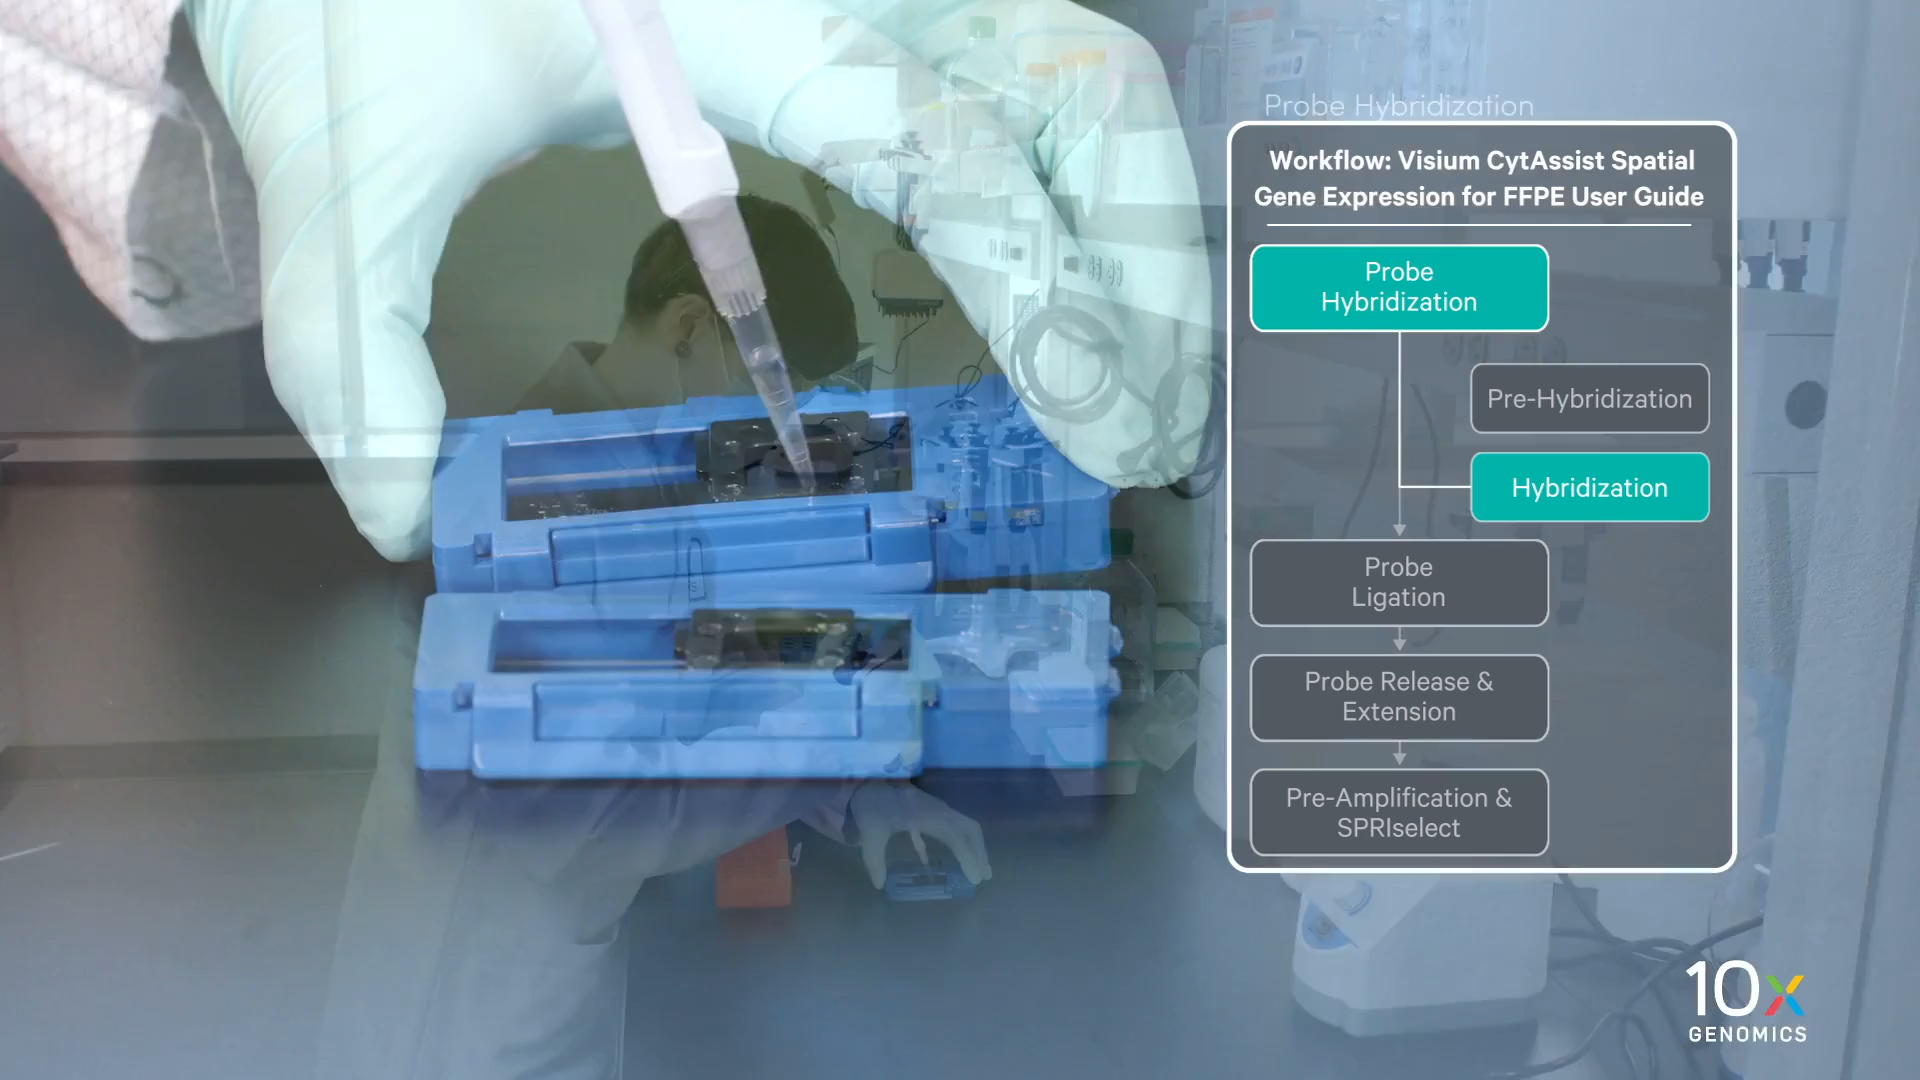 Probe Hybridization
Workflow: Visium CytAssist Spatial
Gene Expression for FFPE User Guide
Probe
Hybridization
Pre-Hybridization
Hybridization
Probe
Ligation
Probe Release &
Extension
Pre-Amplification &
SPRIselect
10x
GENOMICS